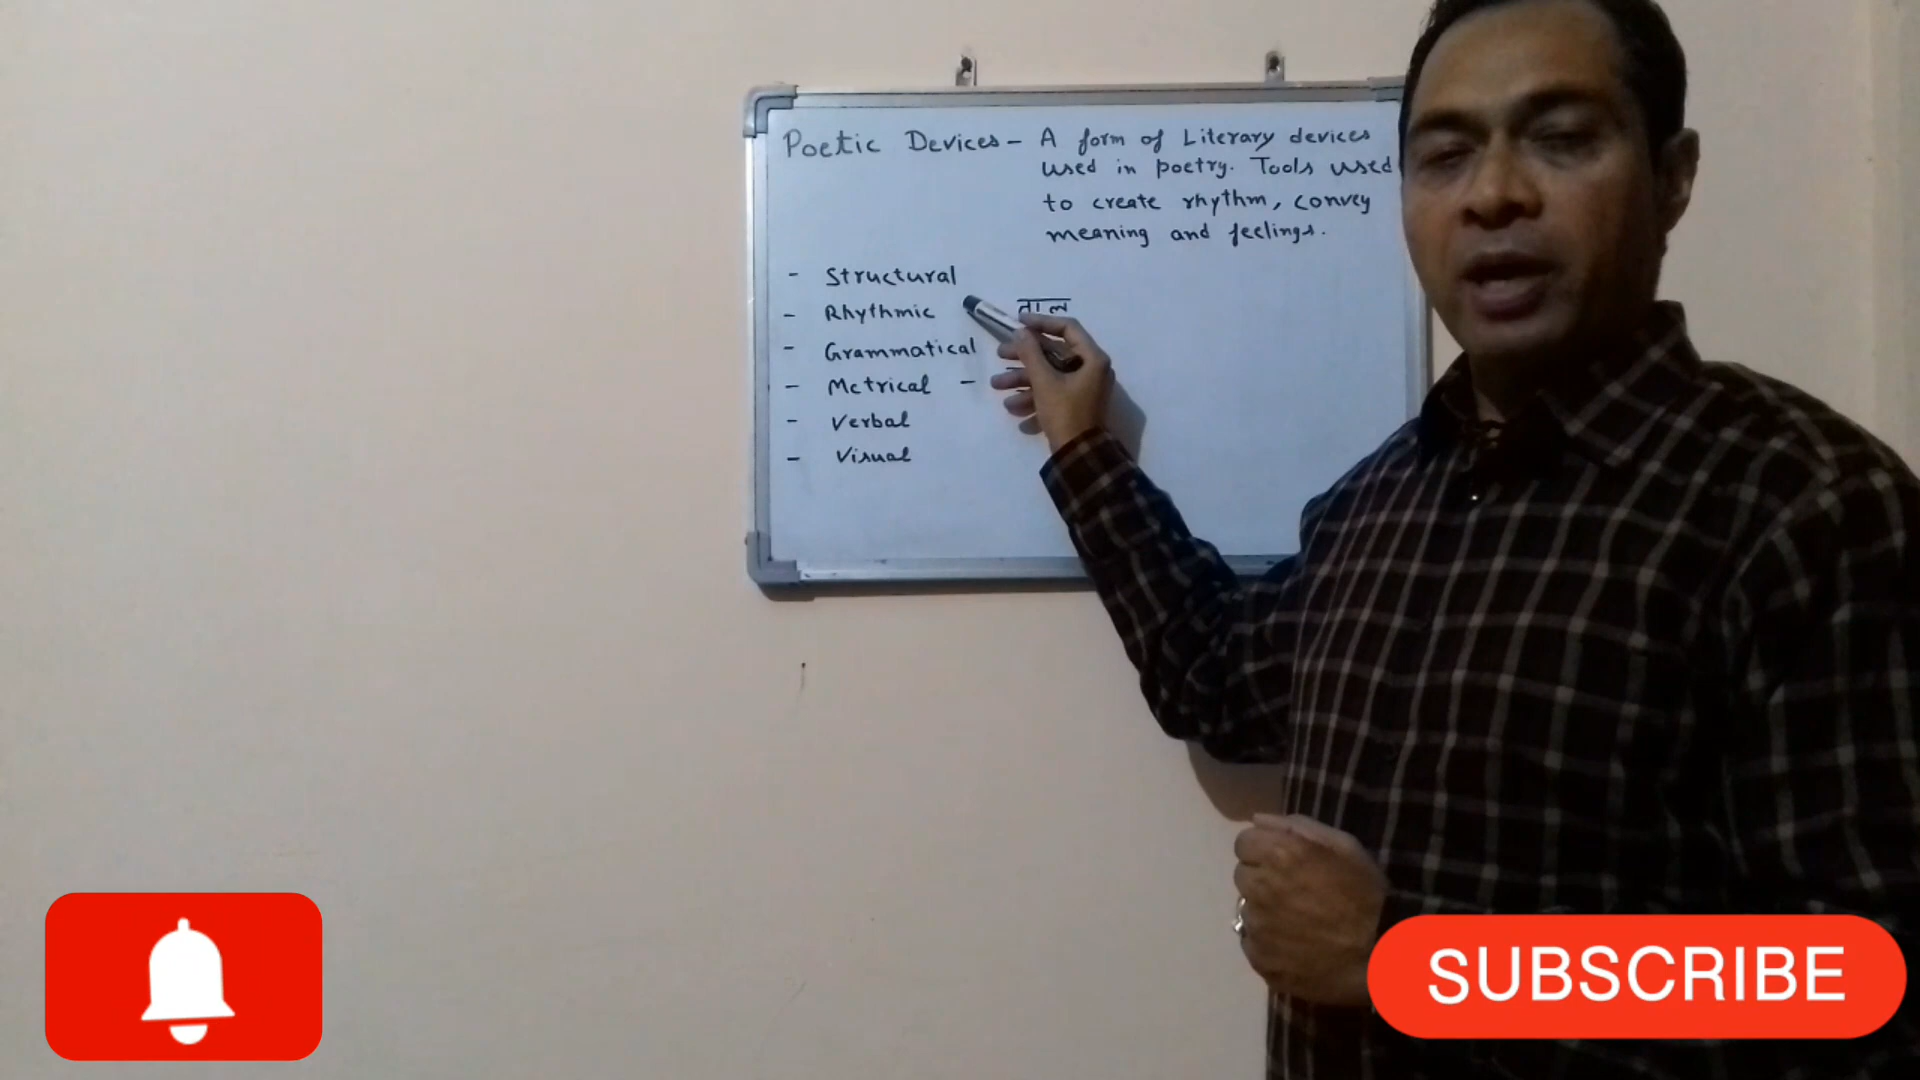 Poetic Devices - A form of Literary devices
used in poetry. Tools used
to create rhythm, convey
meaning and feelings.
- Structural
- Rhythmic ताल
- Grammatical
- Metrical -
- Verbal
- Visual
SUBSCRIBE